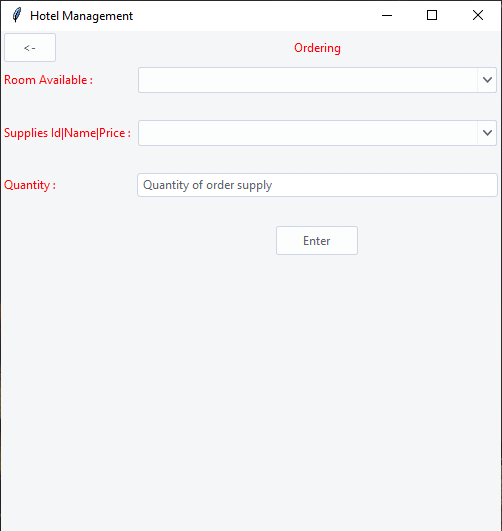 Hotel Management
<-
Ordering
Room Available :
Supplies Id|Name|Price :
Quantity :
Quantity of order supply
Enter